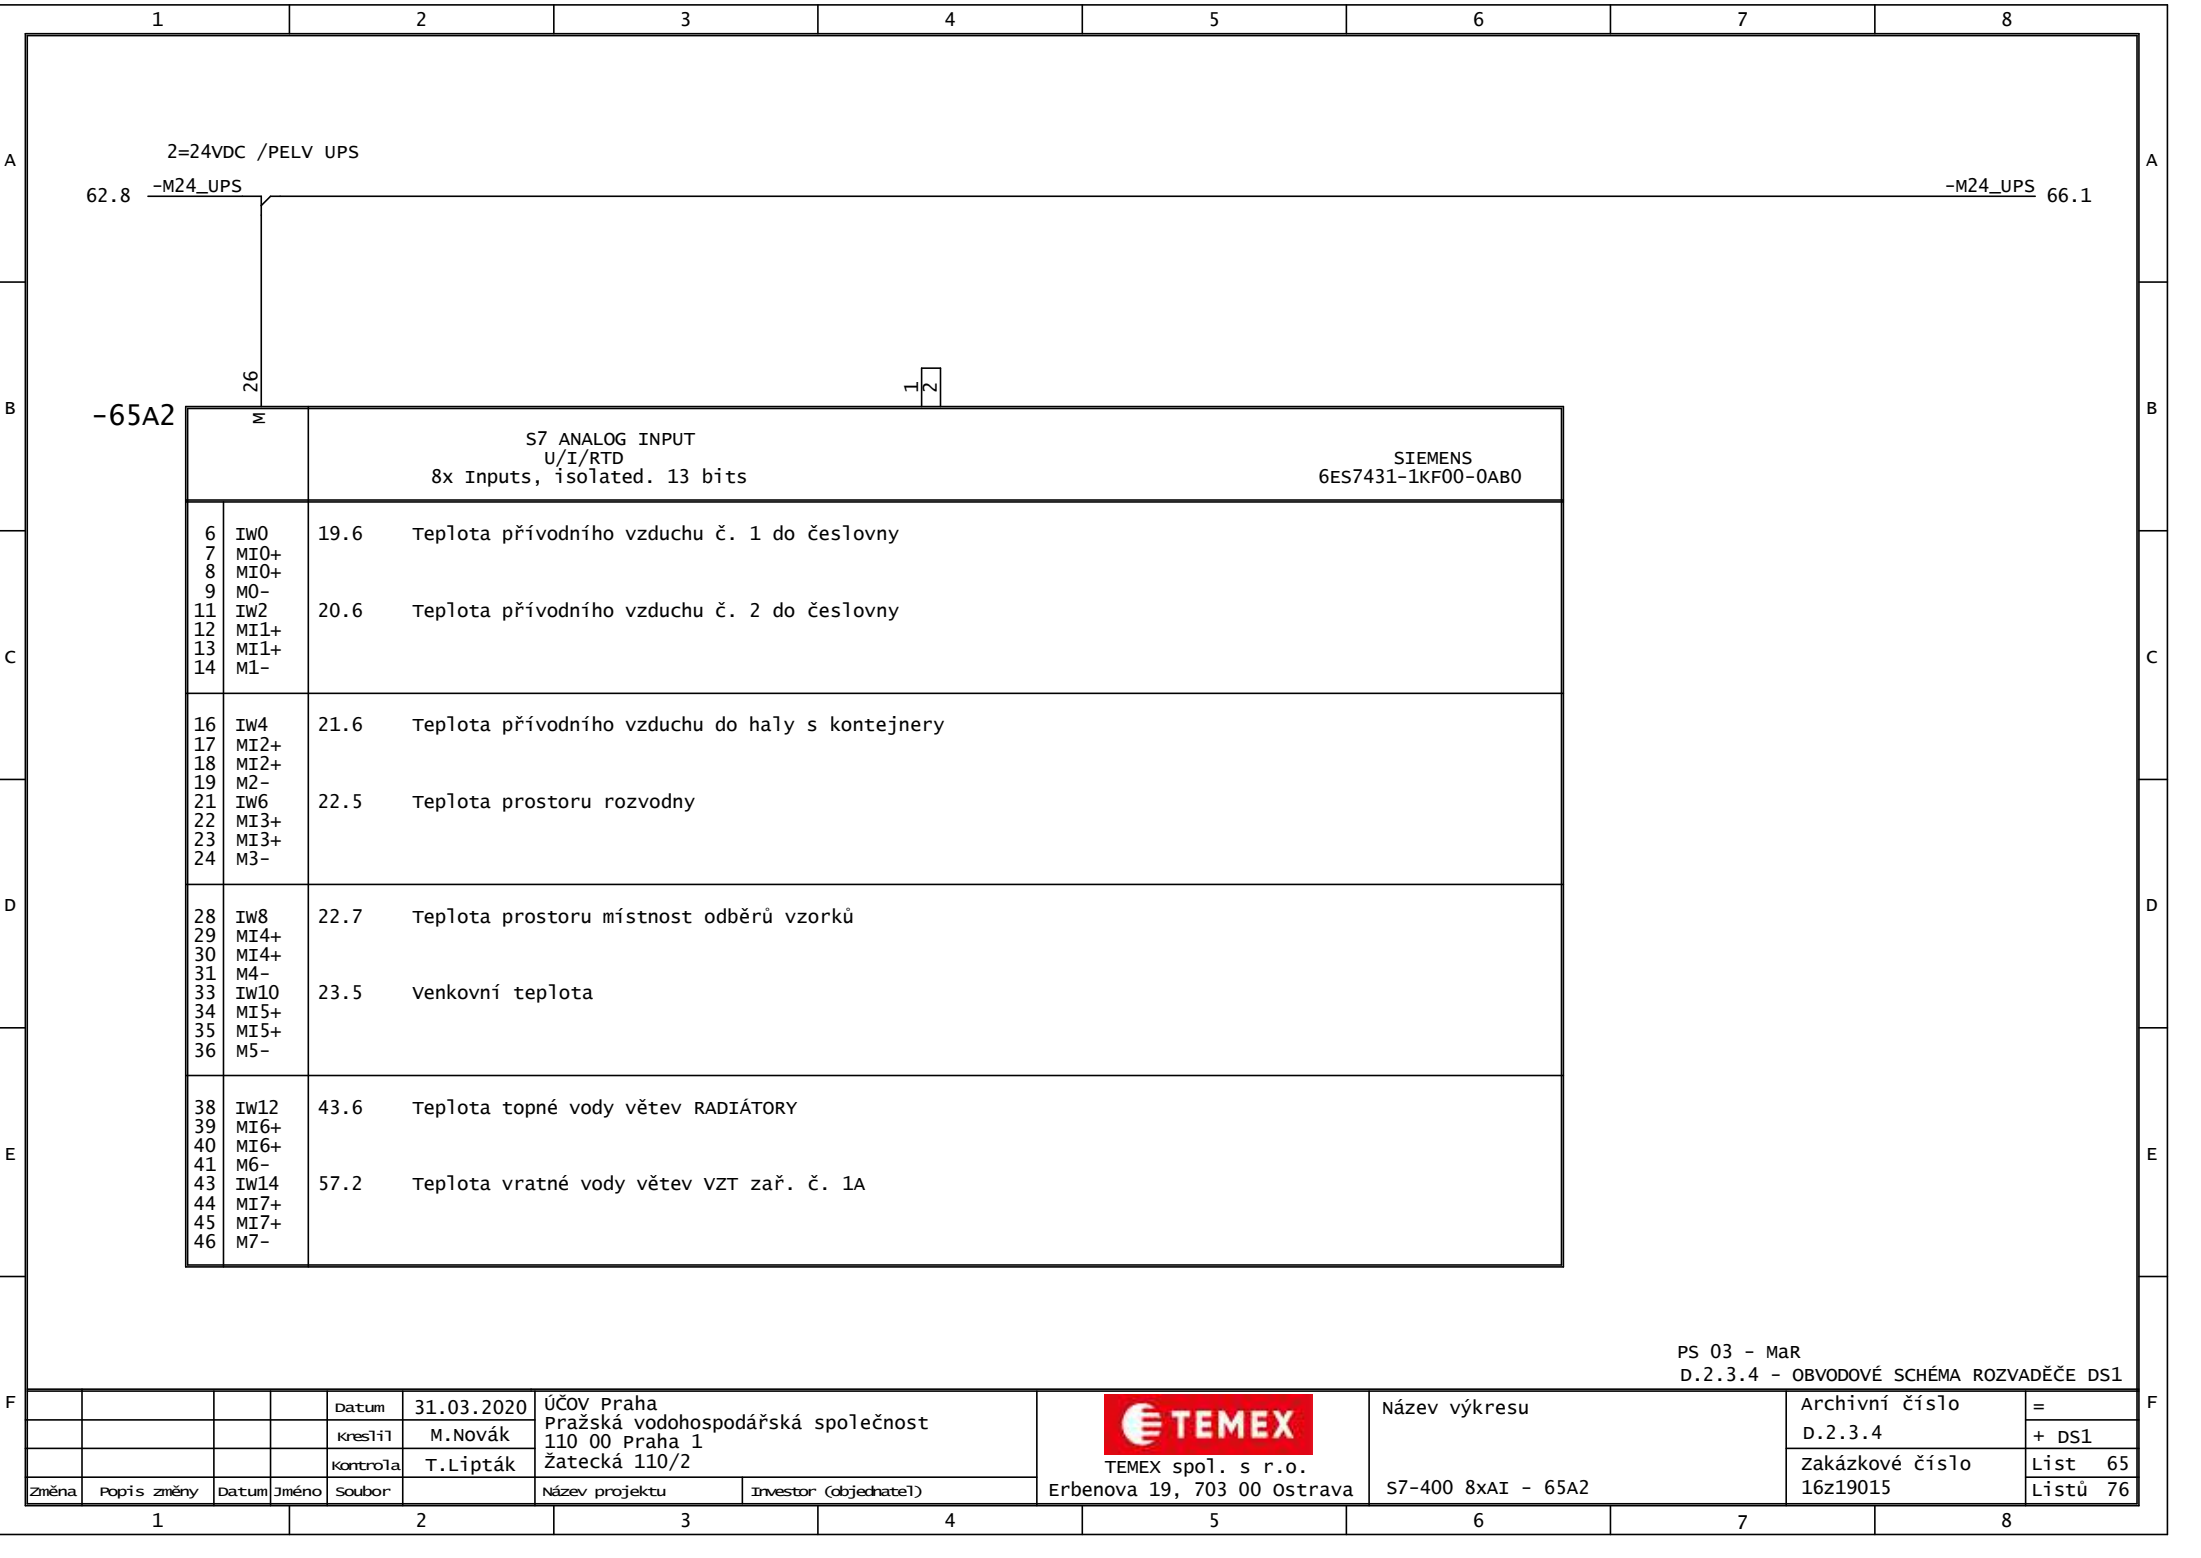 1 2 3 4 5 6 7 8
2=24VDC /PELV UPS
A A
62.8 -M24_UPS -M24_UPS 66.1
26 1 2
B -65A2 M B
S7 ANALOG INPUT
U/I/RTD SIEMENS
8x Inputs, isolated. 13 bits 6ES7431-1KF00-0AB0
6 IW0 19.6 Teplota přívodního vzduchu č. 1 do česlovny
7 MI0+
8 MI0+
9 M0-
11 IW2 20.6 Teplota přívodního vzduchu č. 2 do česlovny
12 MI1+
13 MI1+
C C
14 M1-
16 IW4 21.6 Teplota přívodního vzduchu do haly s kontejnery
17 MI2+
18 MI2+
19 M2-
21 IW6 22.5 Teplota prostoru rozvodny
22 MI3+
23 MI3+
24 M3-
D D
28 IW8 22.7 Teplota prostoru místnost odběrů vzorků
29 MI4+
30 MI4+
31 M4-
33 IW10 23.5 Venkovní teplota
34 MI5+
35 MI5+
36 M5-
38 IW12 43.6 Teplota topné vody větev RADIÁTORY
39 MI6+
40 MI6+
E E
41 M6-
43 IW14 57.2 Teplota vratné vody větev VZT zař. č. 1A
44 MI7+
45 MI7+
46 M7-
PS 03 - MaR
D.2.3.4 - OBVODOVÉ SCHÉMA ROZVADĚČE DS1
F F
Datum 31.03.2020
Kreslil M.Novák
Kontrola T.Lipták
Změna Popis změny Datum Jméno Soubor
ÚČOV Praha
Pražská vodohospodářská společnost
110 00 Praha 1
Žatecká 110/2
Název projektu Investor (objednatel)
TEMEX
TEMEX spol. s r.o.
Erbenova 19, 703 00 Ostrava
Název výkresu
S7-400 8xAI - 65A2
Archivní číslo
D.2.3.4
Zakázkové číslo
16Z19015
=
+ DS1
List 65
Listů 76
1 2 3 4 5 6 7 8